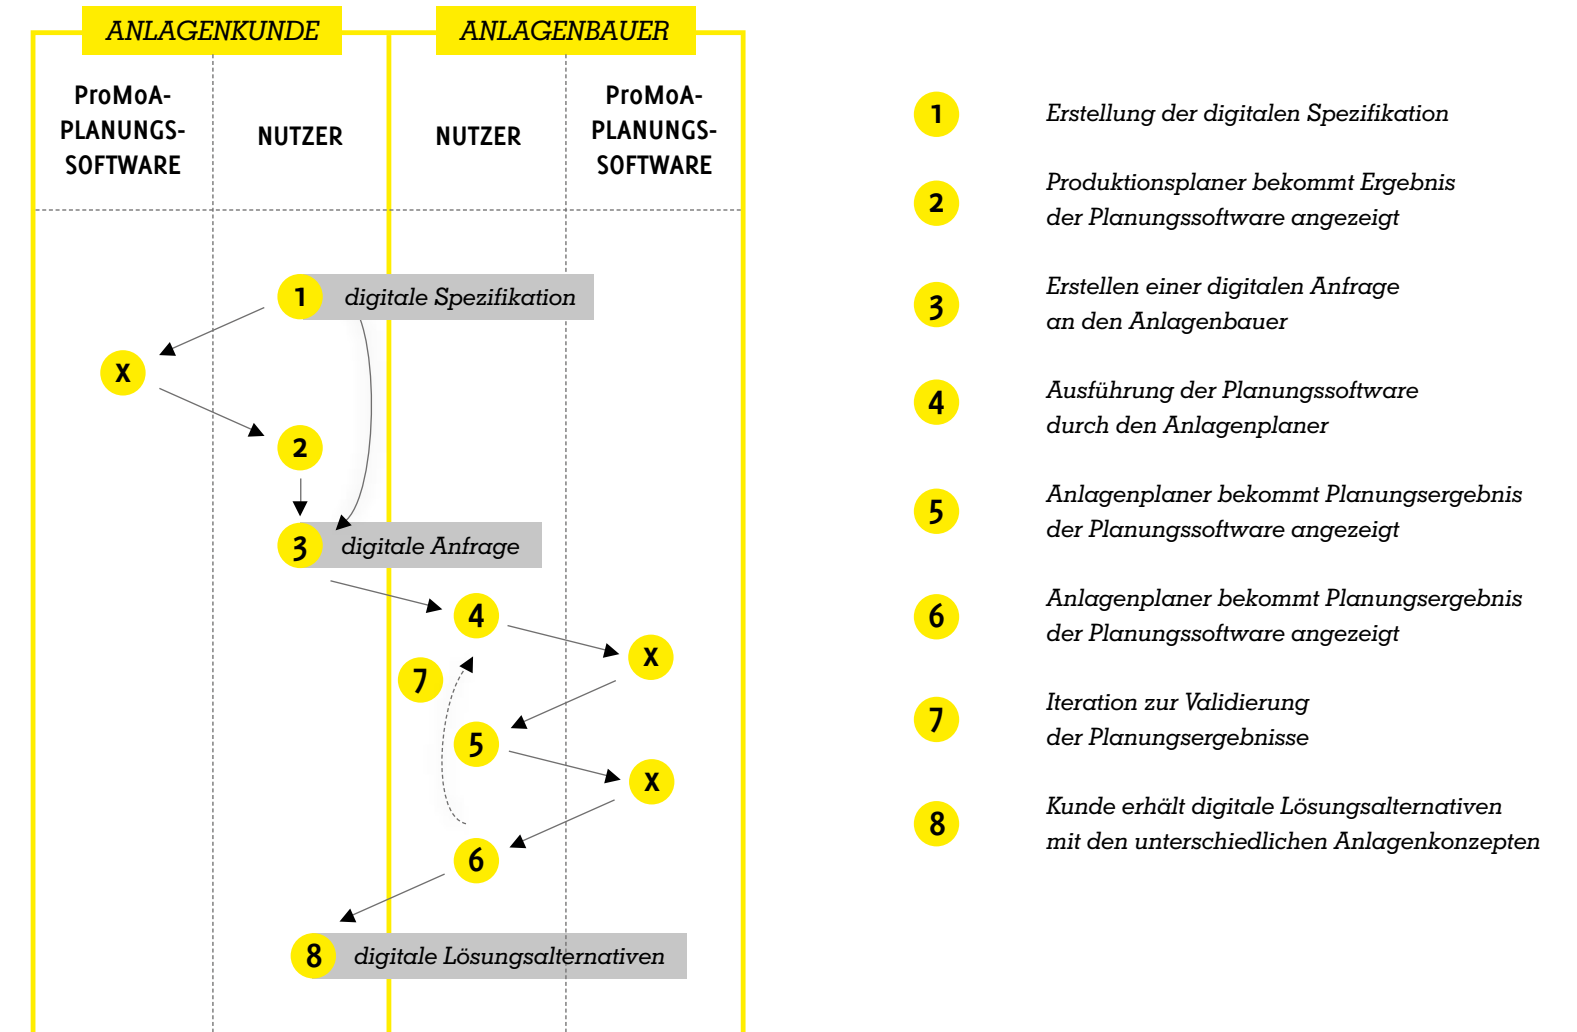 ANLAGENKUNDE
ANLAGENBAUER
ProMoA-
PLANUNGS-
SOFTWARE
NUTZER
NUTZER
ProMoA-
PLANUNGS-
SOFTWARE
1 digitale Spezifikation
X
2
3 digitale Anfrage
4
X
7
5
X
6
8 digitale Lösungsalternativen
1 Erstellung der digitalen Spezifikation
2 Produktionsplaner bekommt Ergebnis
der Planungssoftware angezeigt
3 Erstellen einer digitalen Anfrage
an den Anlagenbauer
4 Ausführung der Planungssoftware
durch den Anlagenplaner
5 Anlagenplaner bekommt Planungsergebnis
der Planungssoftware angezeigt
6 Anlagenplaner bekommt Planungsergebnis
der Planungssoftware angezeigt
7 Iteration zur Validierung
der Planungsergebnisse
8 Kunde erhält digitale Lösungsalternativen
mit den unterschiedlichen Anlagenkonzepten